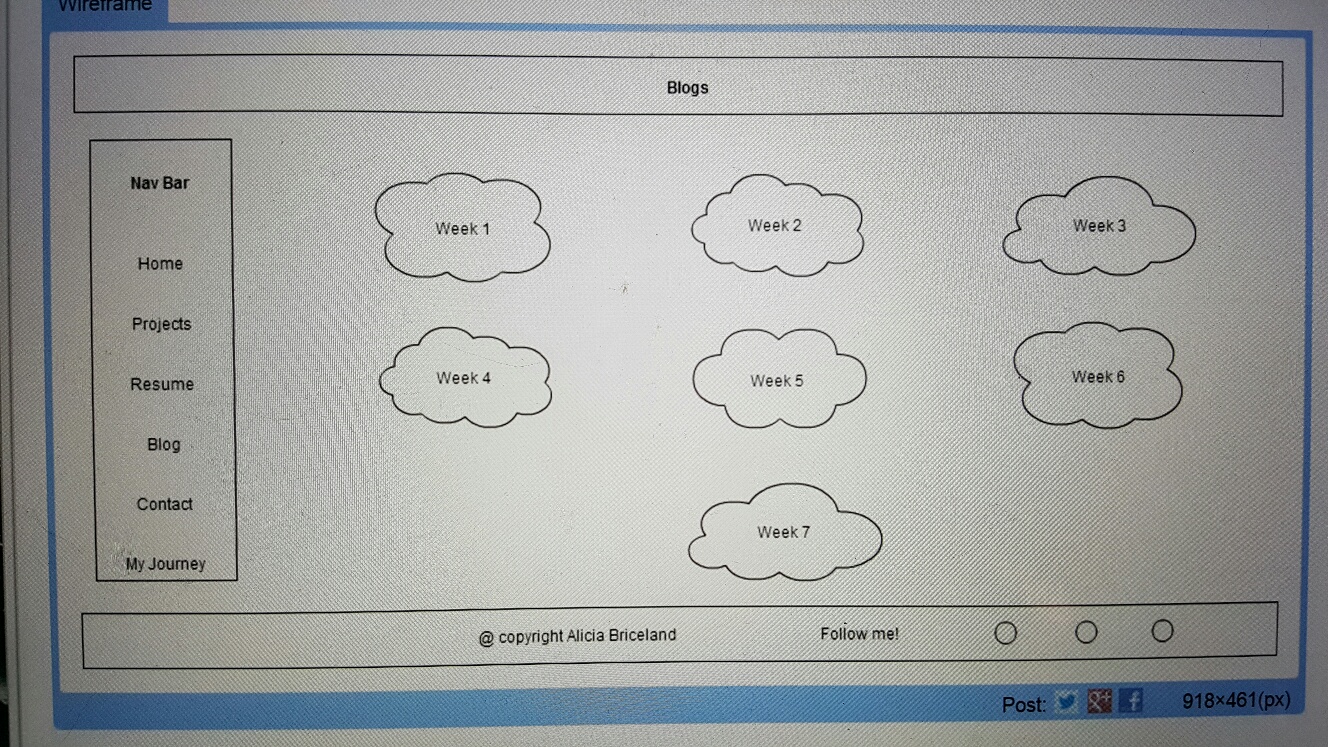 Wireframe
Blogs
Nav Bar
Home
Projects
Resume
Blog
Contact
My Journey
Week 1
Week 2
Week 3
Week 4
Week 5
Week 6
Week 7
@ copyright Alicia Briceland
Follow me!
Post:
g+
f
918×461(px)